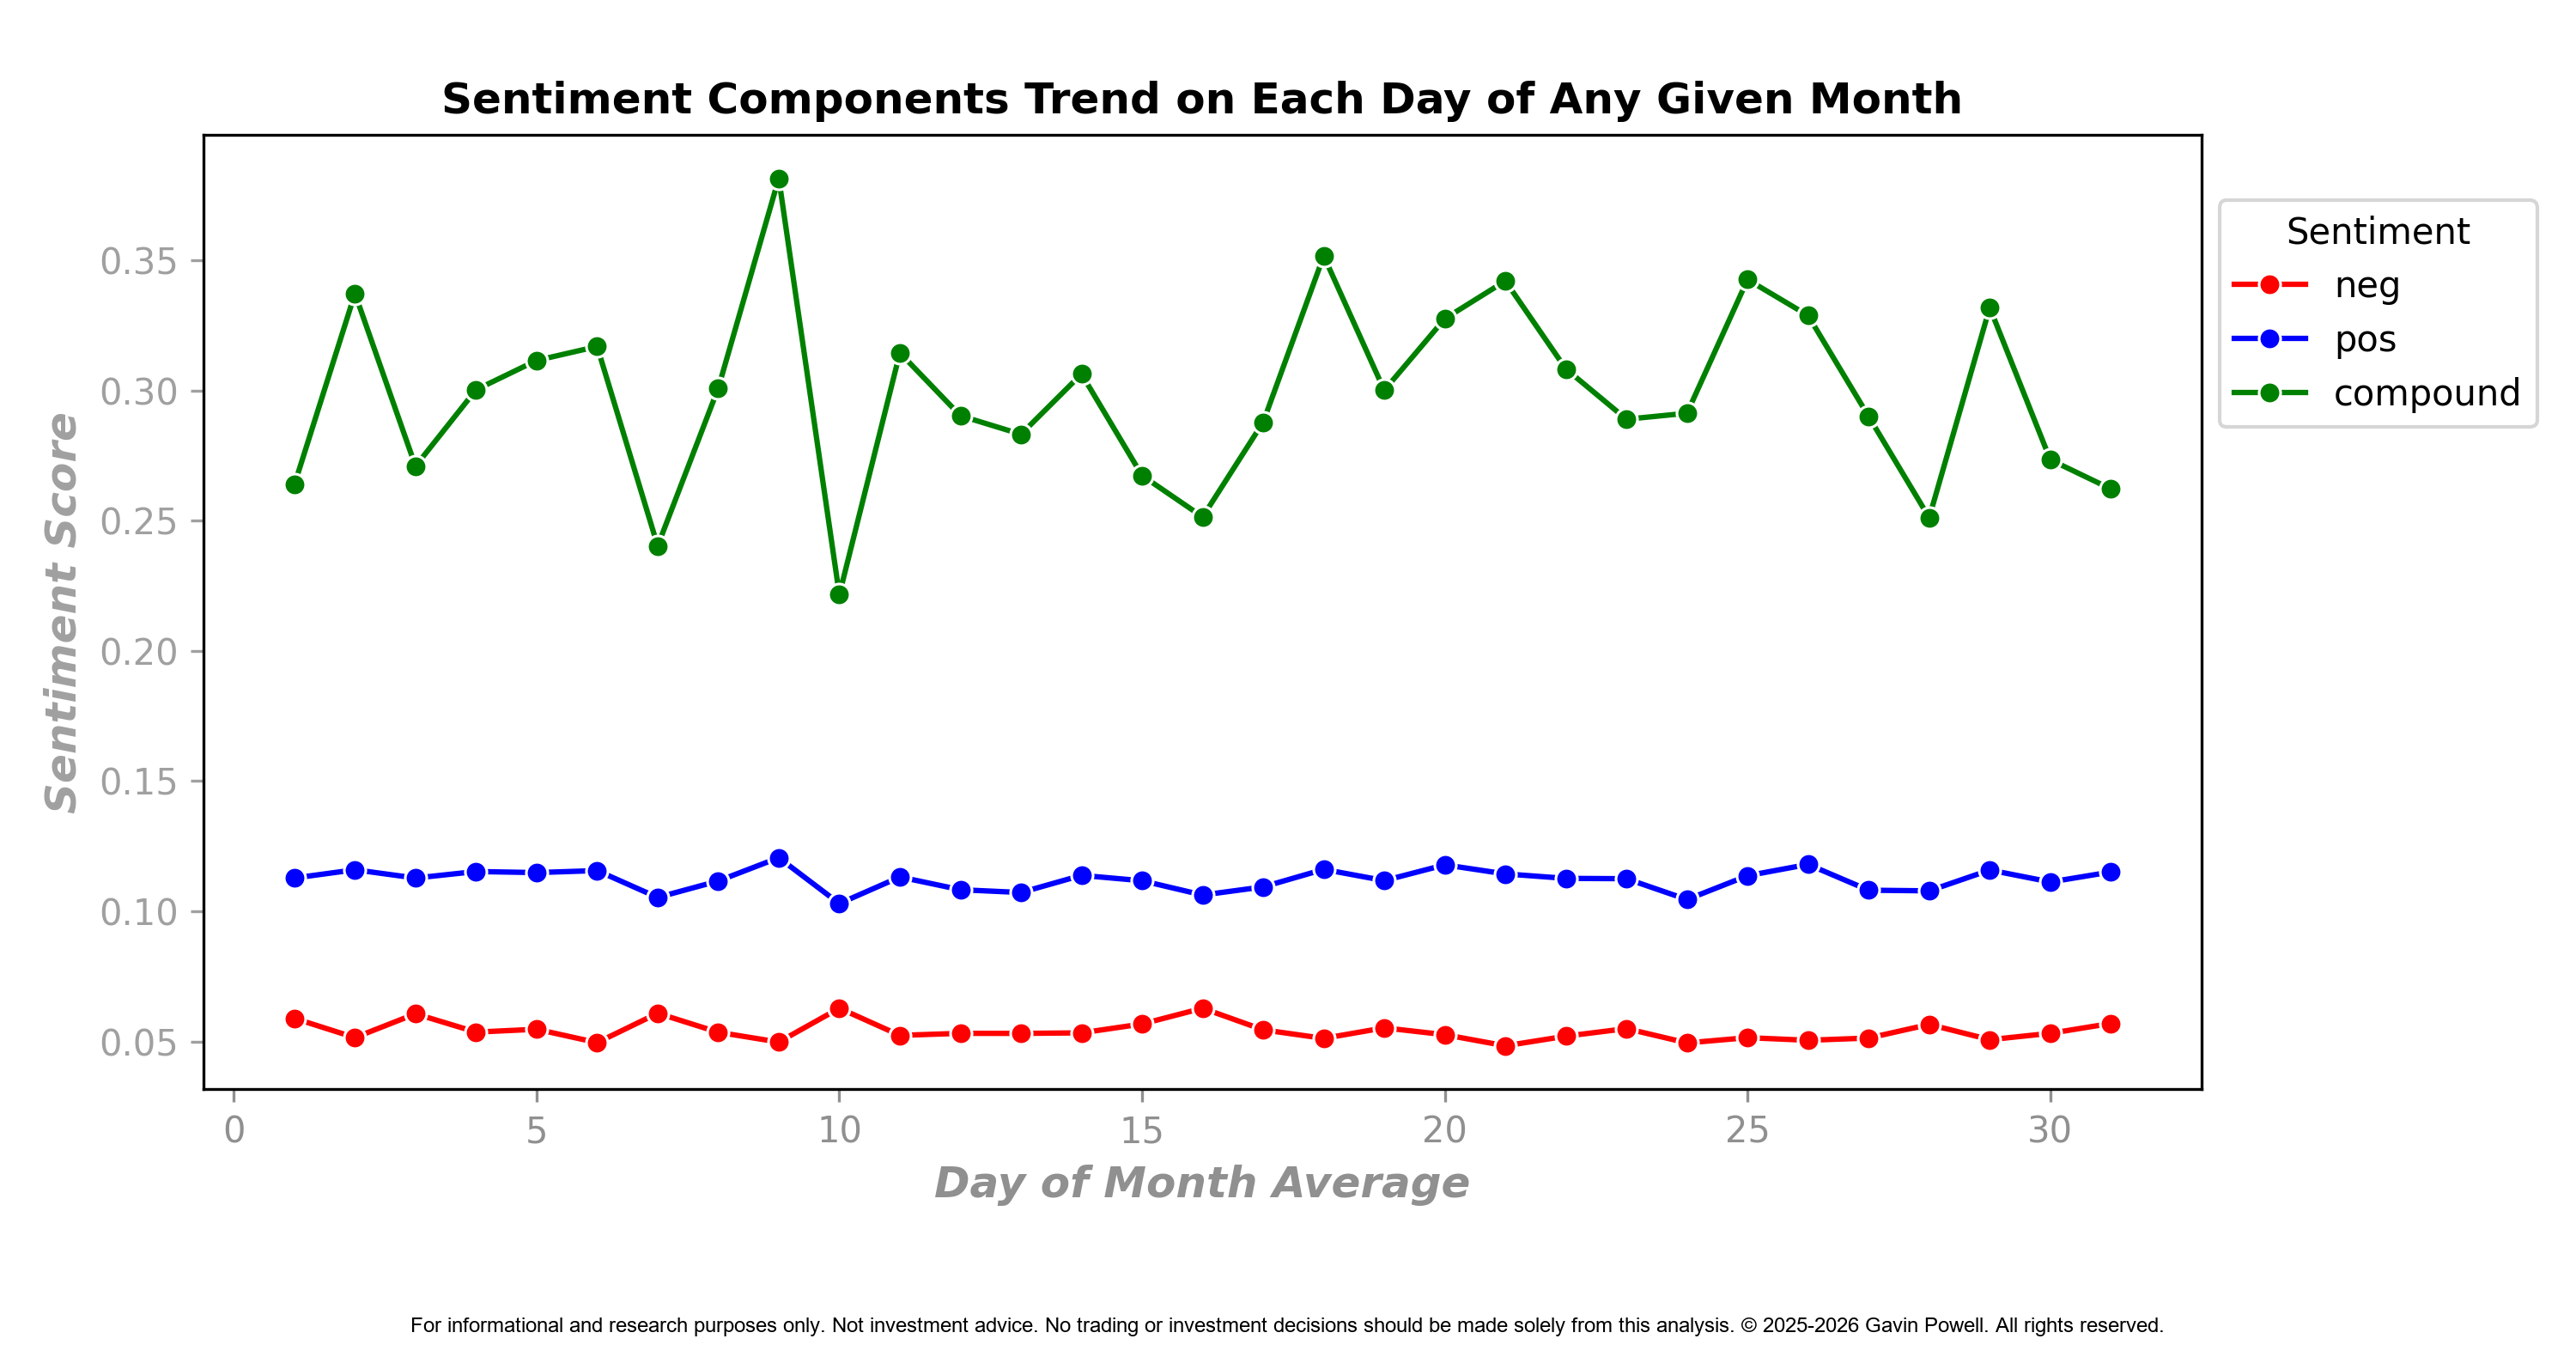 Sentiment Components Trend on Each Day of Any Given Month
Sentiment Score
0.35
0.30
0.25
0.20
0.15
0.10
0.05
0 5 10 15 20 25 30
Day of Month Average
Sentiment
neg
pos
compound
For informational and research purposes only. Not investment advice. No trading or investment decisions should be made solely from this analysis. © 2025-2026 Gavin Powell. All rights reserved.